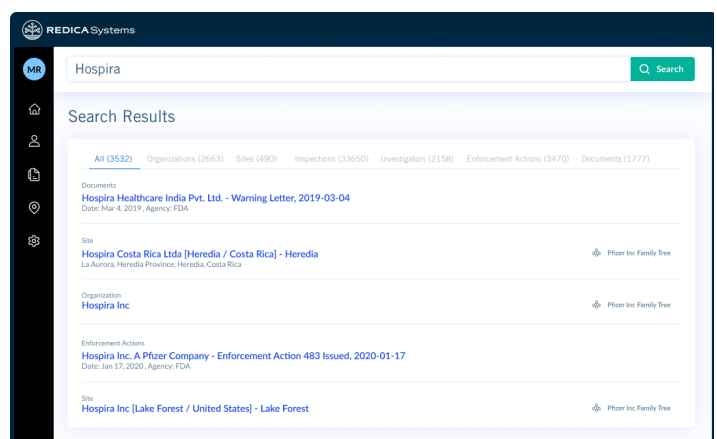 REDICA Systems
MR
Hospira
Search
Search Results
All (3532) Organizations (2663) Sites (490) Inspections (33650) Investigators (2158) Enforcement Actions (3470) Documents (1777)
Documents
Hospira Healthcare India Pvt. Ltd. - Warning Letter, 2019-03-04
Date: Mar 4, 2019 , Agency: FDA
Site
Hospira Costa Rica Ltda [Heredia / Costa Rica] - Heredia
Pfizer Inc Family Tree
La Aurora, Heredia Province, Heredia, Costa Rica
Organization
Hospira Inc
Pfizer Inc Family Tree
Enforcement Actions
Hospira Inc. A Pfizer Company - Enforcement Action 483 Issued, 2020-01-17
Date: Jan 17, 2020 , Agency: FDA
Site
Hospira Inc [Lake Forest / United States] - Lake Forest
Pfizer Inc Family Tree